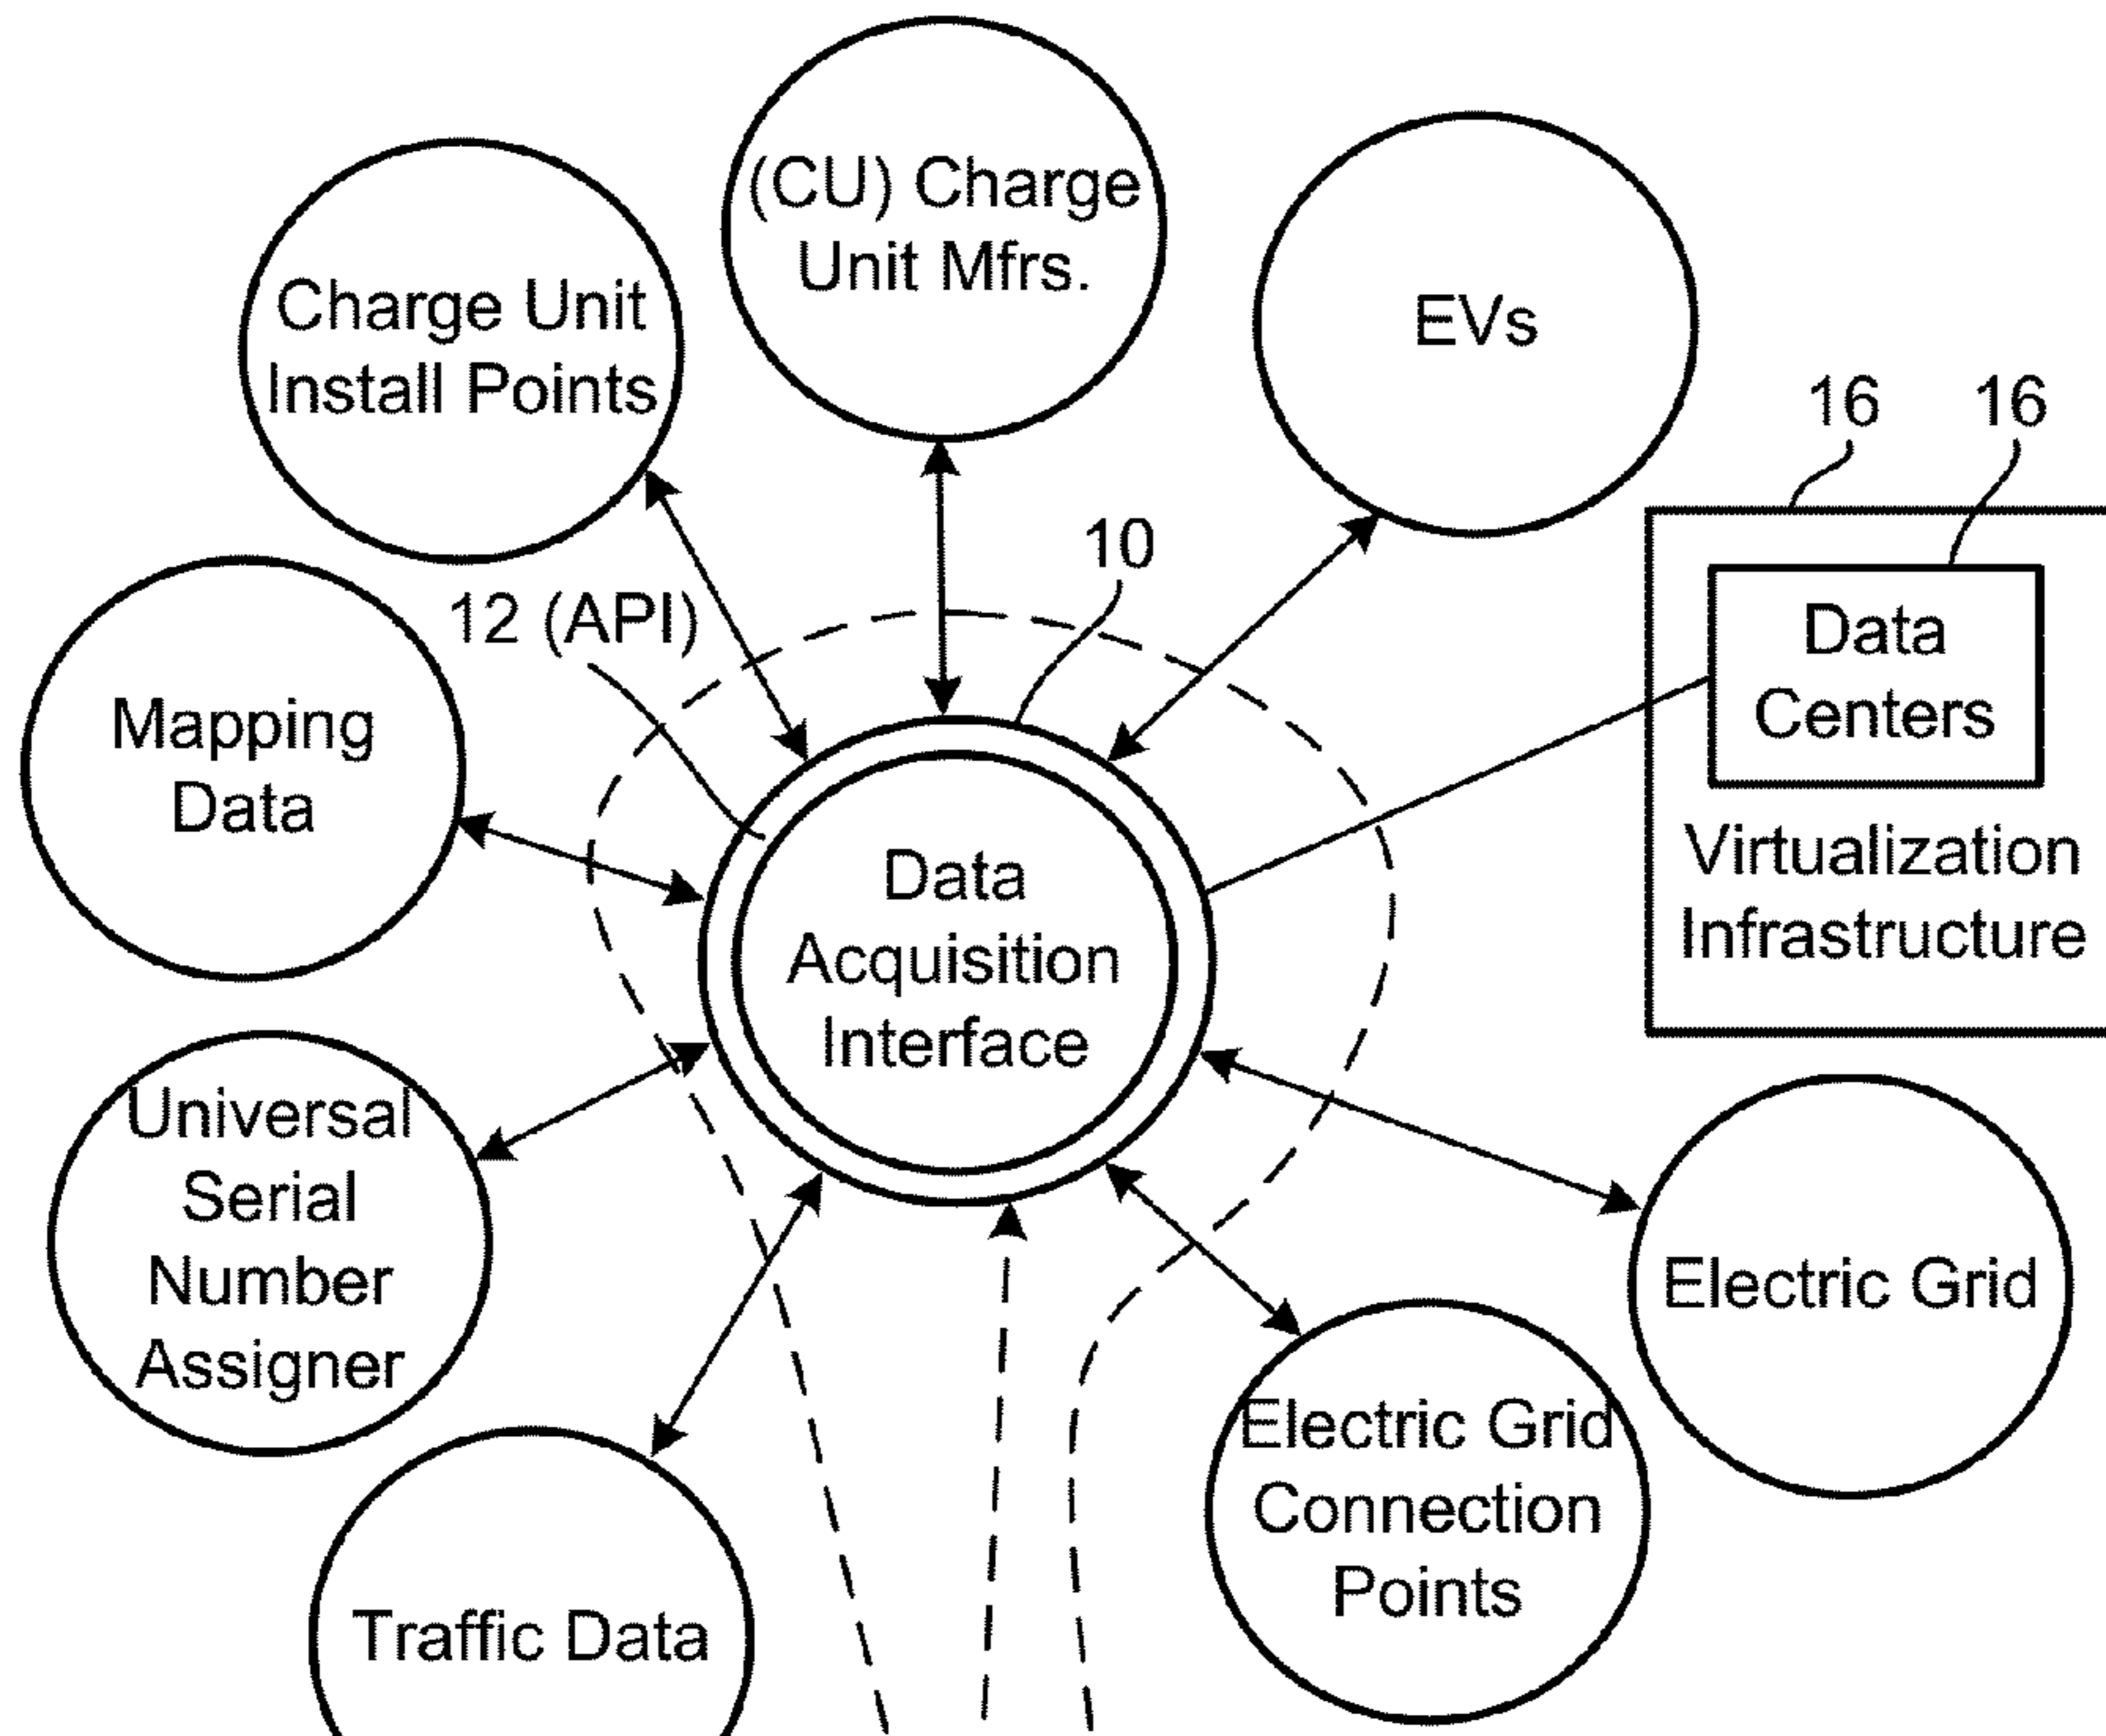 (CU) Charge
Unit Mfrs.
Charge Unit
Install Points
EVs
16 16
10
12 (API)
Data
Centers
Virtualization
Infrastructure
Mapping
Data
Data
Acquisition
Interface
Universal
Serial
Number
Assigner
Electric Grid
Electric Grid
Connection
Points
Traffic Data